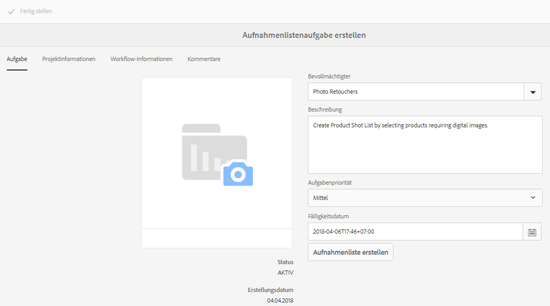 Fertig stellen
Aufnahmenlistenaufgabe erstellen
Aufgabe
Projektinformationen
Workflow-Informationen
Kommentare
Bevollmächtigter
Photo Retouchers
Beschreibung
Create Product Shot List by selecting products requiring digital images.
Aufgabenpriorität
Mittel
Fälligkeitsdatum
2018-04-06T17:46+07:00
Aufnahmenliste erstellen
Status
AKTIV
Erstellungsdatum
04.04.2018